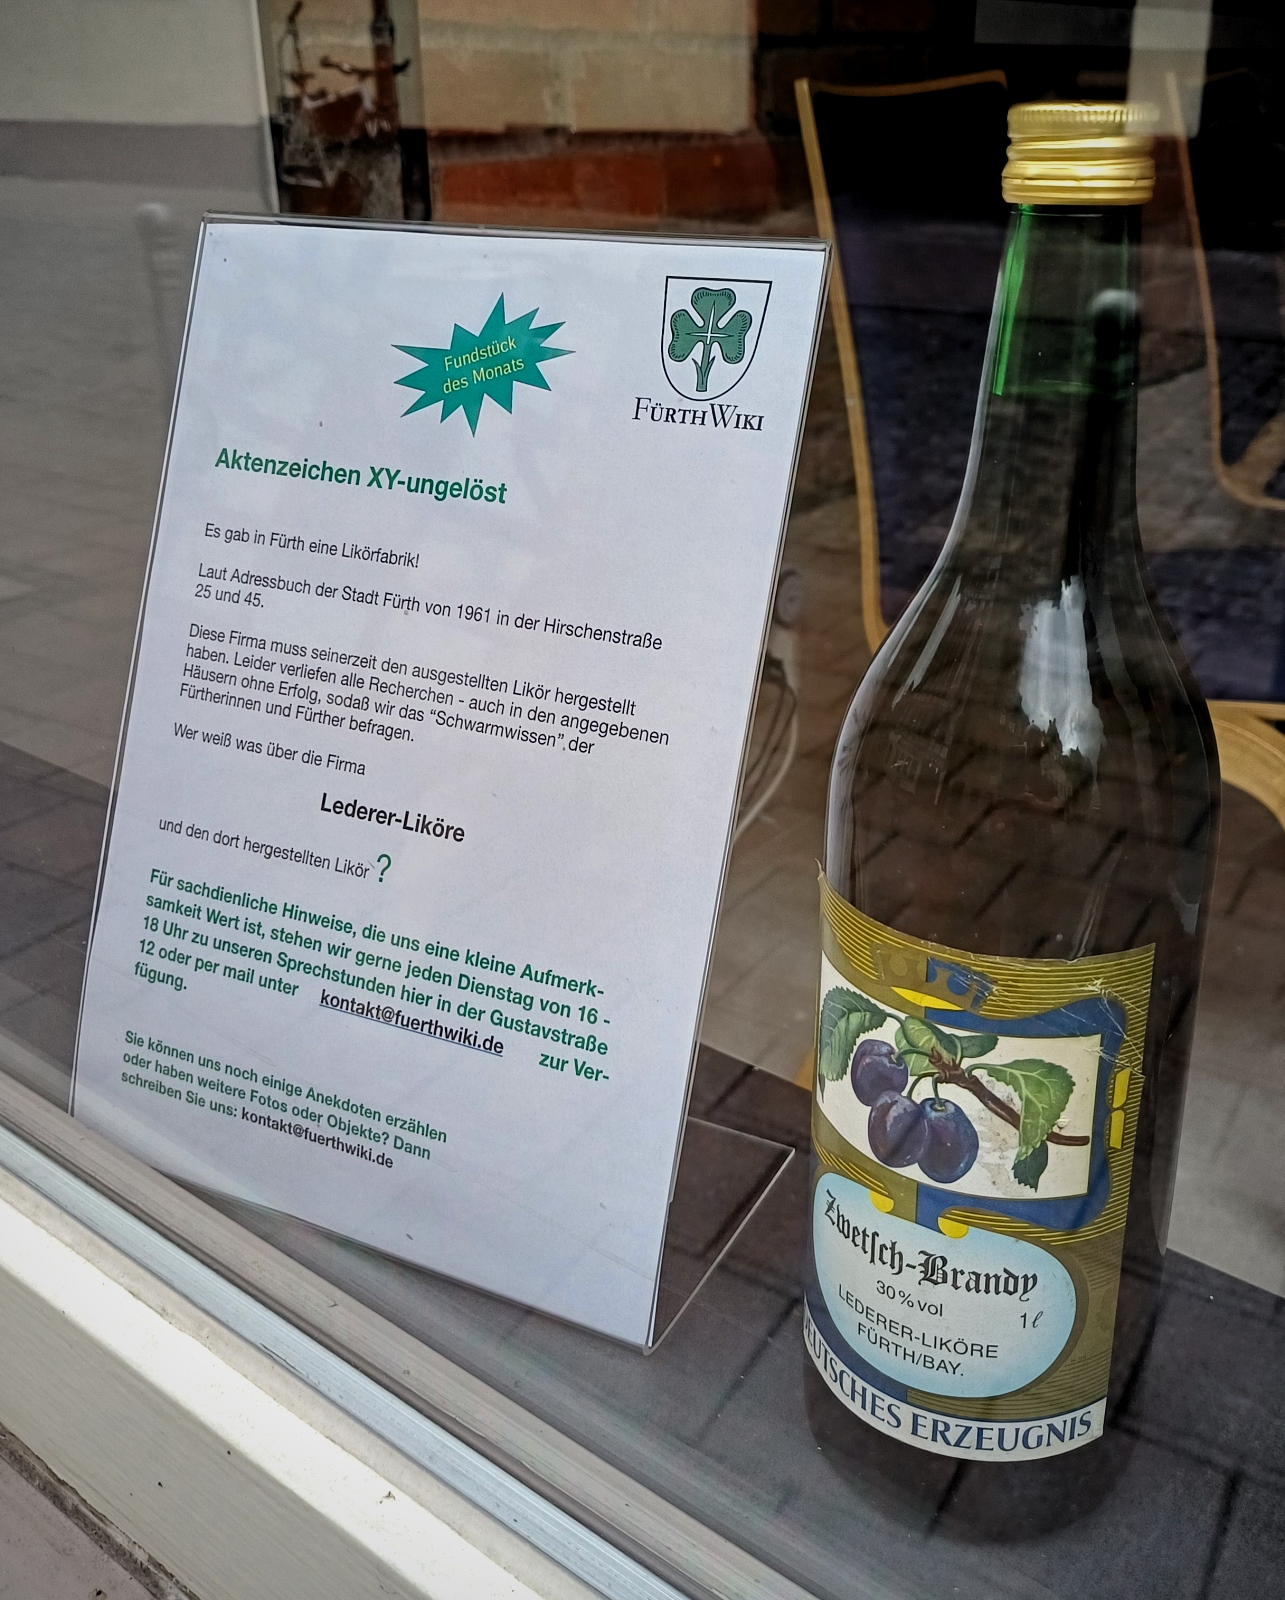 Fundstück
des Monats
FÜRTHWIKI
Aktenzeichen XY-ungelöst
Es gab in Fürth eine Likörfabrik!
Laut Adressbuch der Stadt Fürth von 1961 in der Hirschenstraße
25 und 45.
Diese Firma muss seinerzeit den ausgestellten Likör hergestellt
haben. Leider verliefen alle Recherchen - auch in den angegebenen
Häusern ohne Erfolg, sodaß wir das “Schwarmwissen” der
Fürtherinnen und Fürther befragen.
Wer weiß was über die Firma
Lederer-Liköre
und den dort hergestellten Likör ?
Für sachdienliche Hinweise, die uns eine kleine Aufmerk-
samkeit Wert ist, stehen wir gerne jeden Dienstag von 16 -
18 Uhr zu unseren Sprechstunden hier in der Gustavstraße
12 oder per mail unter kontakt@fuerthwiki.de zur Ver-
fügung.
Sie können uns noch einige Anekdoten erzählen
oder haben weitere Fotos oder Objekte? Dann
schreiben Sie uns: kontakt@fuerthwiki.de
Zwetſch-Brandy
30% vol
1ℓ
LEDERER-LIKÖRE
FÜRTH/BAY.
DEUTSCHES ERZEUGNIS